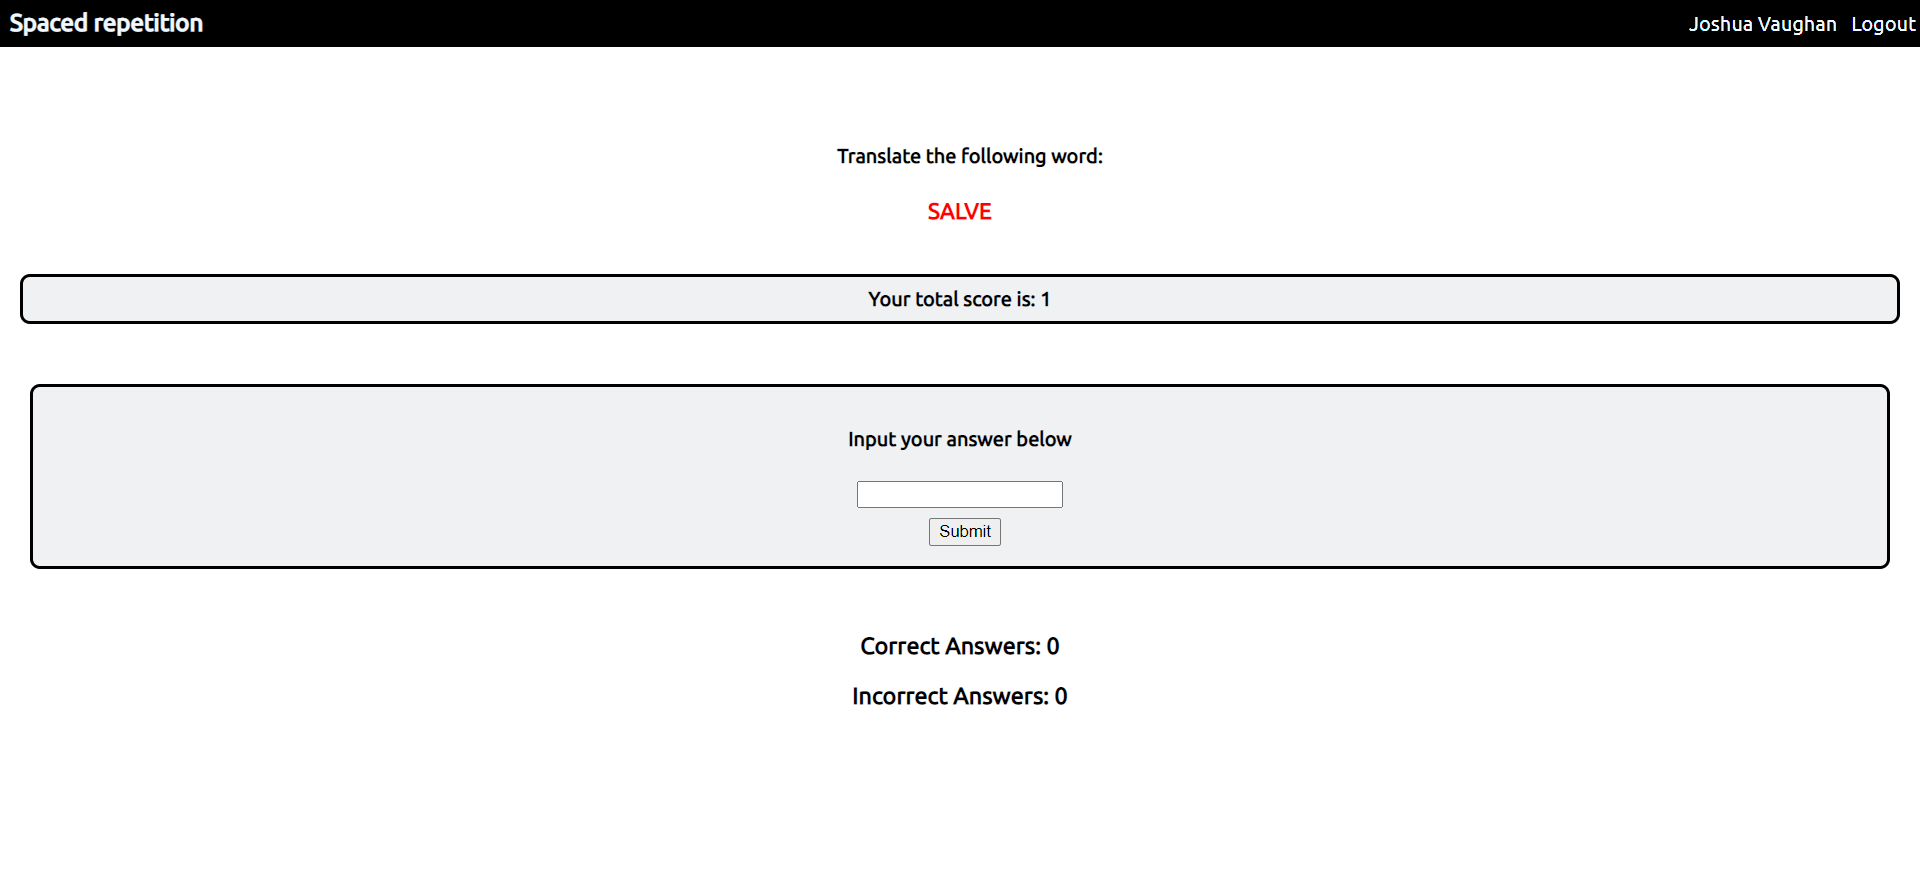 Spaced repetition
Joshua Vaughan Logout
Translate the following word:
SALVE
Your total score is: 1
Input your answer below
Submit
Correct Answers: 0
Incorrect Answers: 0